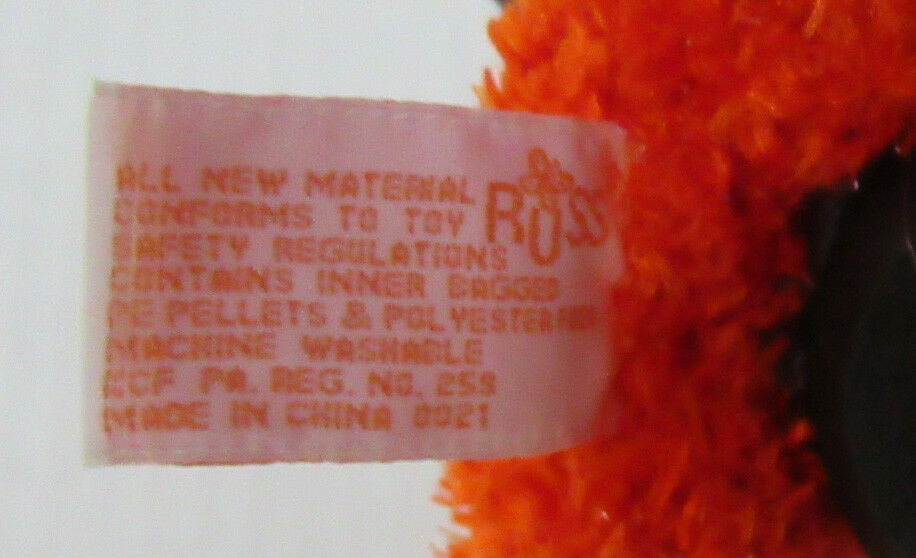 ALL NEW MATERIAL
RUSS
CONFORMS TO TOY
SAFETY REGULATIONS
CONTAINS INNER BAGGED
PE PELLETS & POLYESTER
MACHINE WASHABLE
PA. REG. NO. 259
MADE IN CHINA 0021